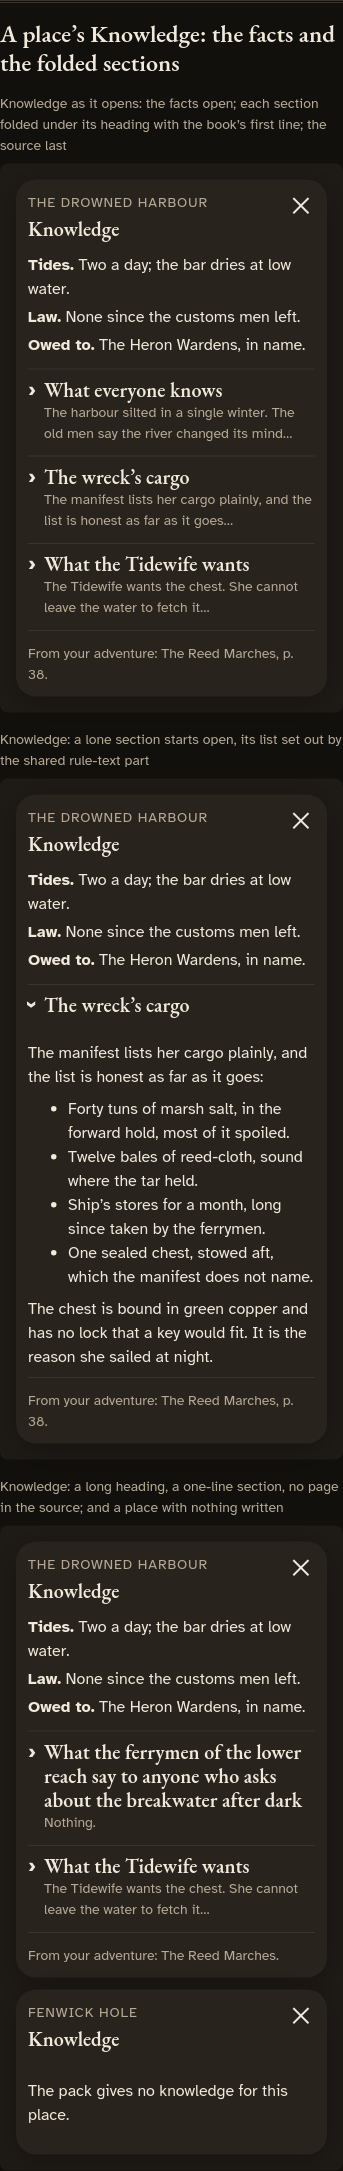 A place’s Knowledge: the facts and
the folded sections
Knowledge as it opens: the facts open; each section
folded under its heading with the book’s first line; the
source last
THE DROWNED HARBOUR
Knowledge
Tides. Two a day; the bar dries at low
water.
Law. None since the customs men left.
Owed to. The Heron Wardens, in name.
What everyone knows
The harbour silted in a single winter. The
old men say the river changed its mind…
The wreck’s cargo
The manifest lists her cargo plainly, and the
list is honest as far as it goes…
What the Tidewife wants
The Tidewife wants the chest. She cannot
leave the water to fetch it…
From your adventure: The Reed Marches, p.
38.
Knowledge: a lone section starts open, its list set out by
the shared rule-text part
THE DROWNED HARBOUR
Knowledge
Tides. Two a day; the bar dries at low
water.
Law. None since the customs men left.
Owed to. The Heron Wardens, in name.
The wreck’s cargo
The manifest lists her cargo plainly, and
the list is honest as far as it goes:
• Forty tuns of marsh salt, in the
forward hold, most of it spoiled.
• Twelve bales of reed-cloth, sound
where the tar held.
• Ship’s stores for a month, long
since taken by the ferrymen.
• One sealed chest, stowed aft,
which the manifest does not name.
The chest is bound in green copper and
has no lock that a key would fit. It is the
reason she sailed at night.
From your adventure: The Reed Marches, p.
38.
Knowledge: a long heading, a one-line section, no page
in the source; and a place with nothing written
THE DROWNED HARBOUR
Knowledge
Tides. Two a day; the bar dries at low
water.
Law. None since the customs men left.
Owed to. The Heron Wardens, in name.
What the ferrymen of the lower
reach say to anyone who asks
about the breakwater after dark
Nothing.
What the Tidewife wants
The Tidewife wants the chest. She cannot
leave the water to fetch it…
From your adventure: The Reed Marches.
FENWICK HOLE
Knowledge
The pack gives no knowledge for this
place.